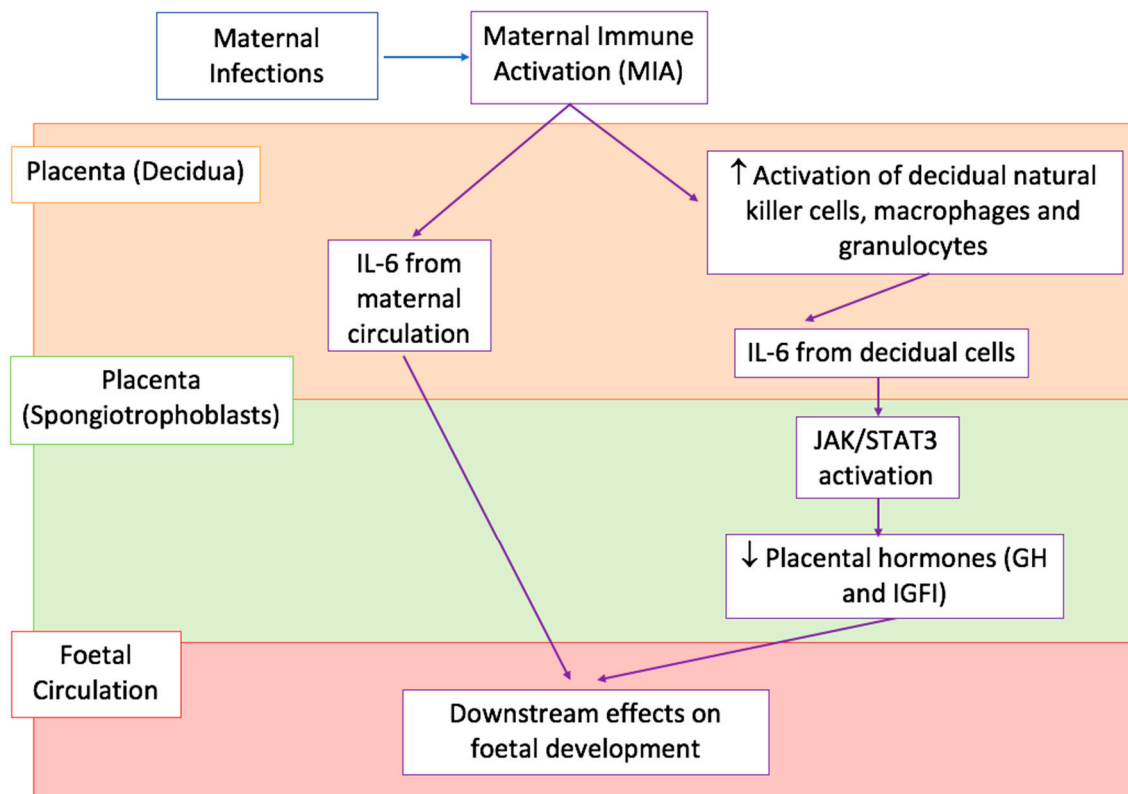 Maternal
Infections
Maternal Immune
Activation (MIA)
Placenta (Decidua)
↑ Activation of decidual natural
killer cells, macrophages and
granulocytes
IL-6 from
maternal
circulation
IL-6 from decidual cells
Placenta
(Spongiotrophoblasts)
JAK/STAT3
activation
↓ Placental hormones (GH
and IGFI)
Foetal
Circulation
Downstream effects on
foetal development